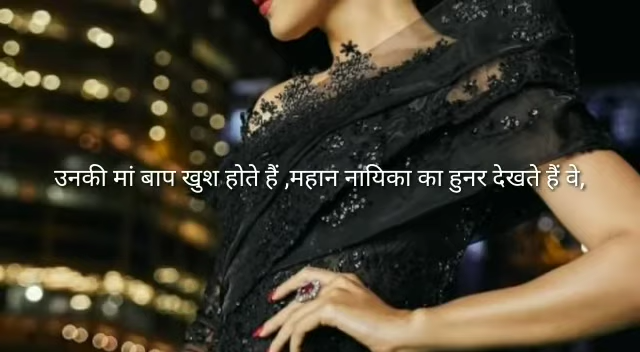 उनकी मां बाप खुश होते हैं ,महान नायिका का हुनर देखते हैं वे,